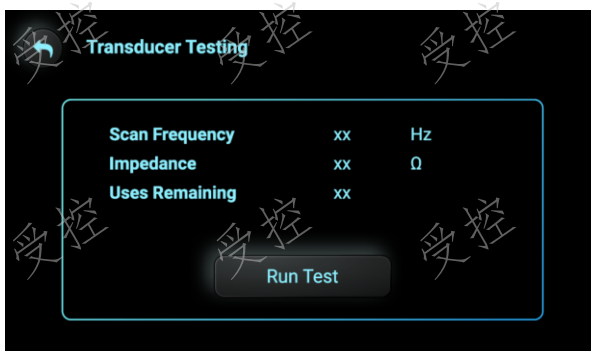 Transducer Testing
Scan Frequency xx Hz
Impedance xx Ω
Uses Remaining xx
Run Test
受控 受控 受控
受控 受控 受控